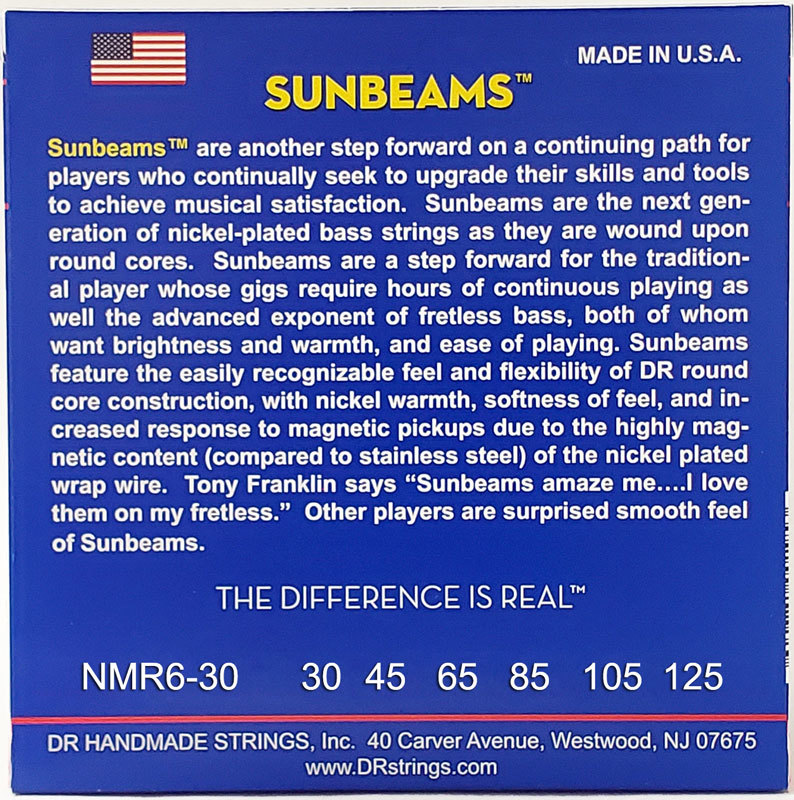 MADE IN U.S.A.
SUNBEAMS™
Sunbeams™ are another step forward on a continuing path for
players who continually seek to upgrade their skills and tools
to achieve musical satisfaction. Sunbeams are the next gen-
eration of nickel-plated bass strings as they are wound upon
round cores. Sunbeams are a step forward for the tradition-
al player whose gigs require hours of continuous playing as
well the advanced exponent of fretless bass, both of whom
want brightness and warmth, and ease of playing. Sunbeams
feature the easily recognizable feel and flexibility of DR round
core construction, with nickel warmth, softness of feel, and in-
creased response to magnetic pickups due to the highly mag-
netic content (compared to stainless steel) of the nickel plated
wrap wire. Tony Franklin says “Sunbeams amaze me....I love
them on my fretless.” Other players are surprised smooth feel
of Sunbeams.
THE DIFFERENCE IS REAL™
NMR6-30 30 45 65 85 105 125
DR HANDMADE STRINGS, Inc. 40 Carver Avenue, Westwood, NJ 07675
www.DRstrings.com